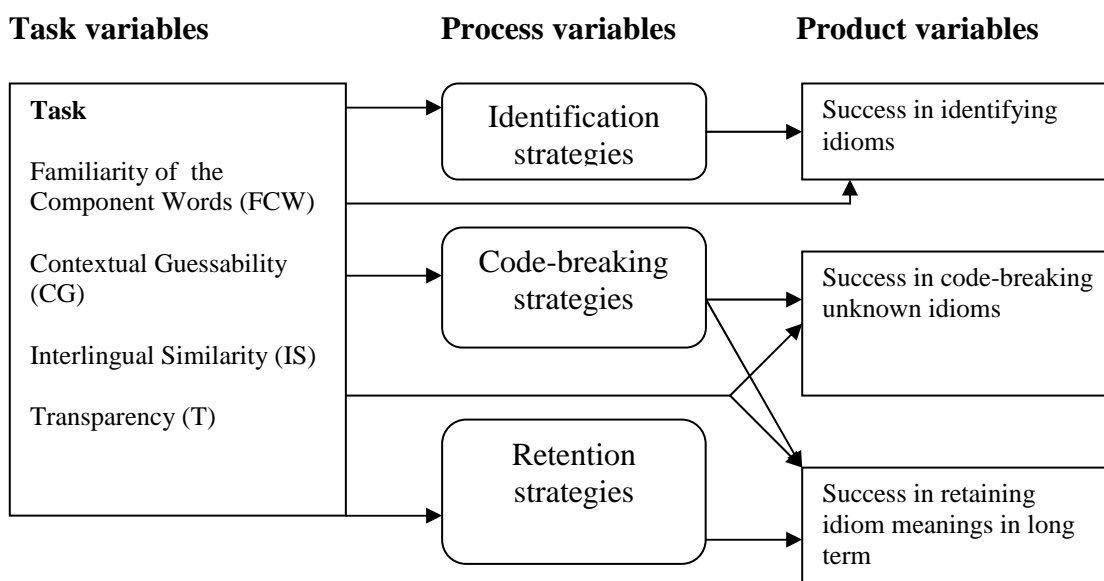 Task variables
Process variables
Product variables
Task
Familiarity of the
Component Words (FCW)
Contextual Guessability
(CG)
Interlingual Similarity (IS)
Transparency (T)
Identification
strategies
Code-breaking
strategies
Retention
strategies
Success in identifying
idioms
Success in code-breaking
unknown idioms
Success in retaining
idiom meanings in long
term